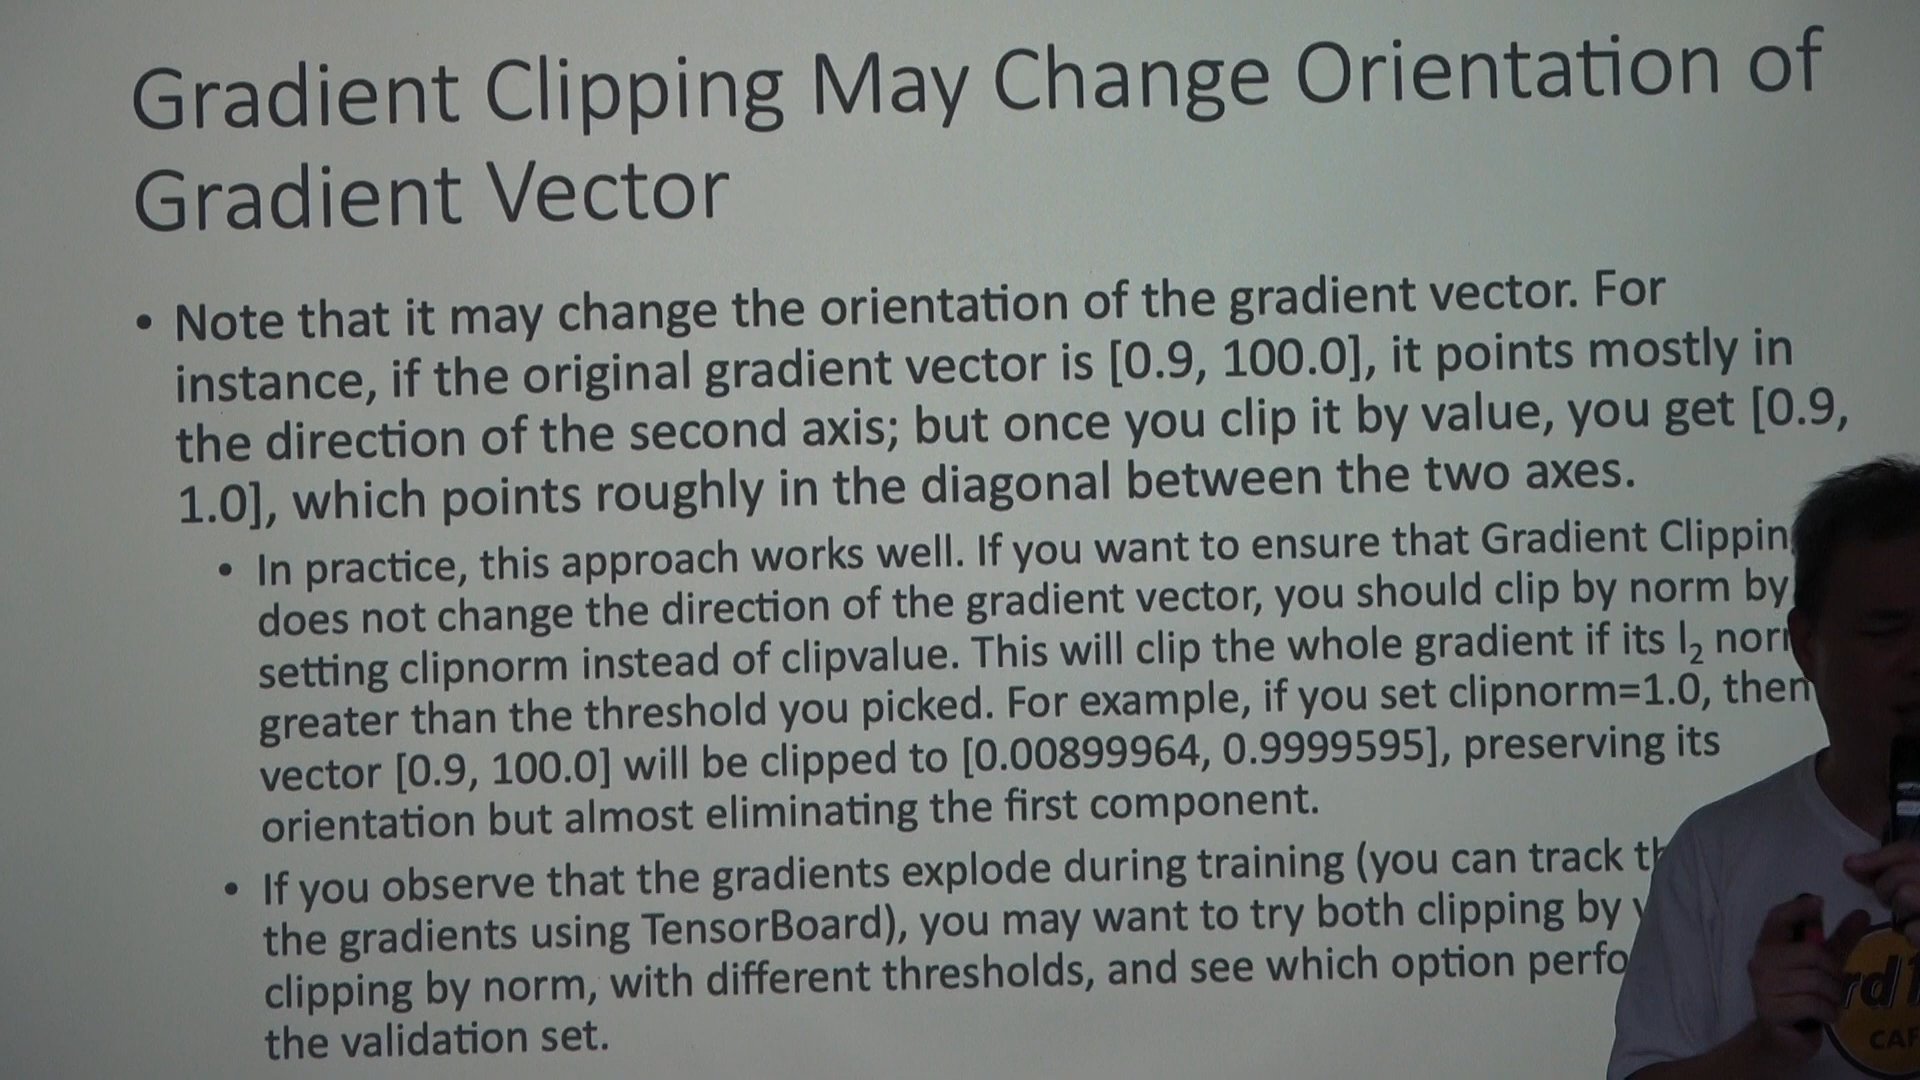 Gradient Clipping May Change Orientation of
Gradient Vector
• Note that it may change the orientation of the gradient vector. For
instance, if the original gradient vector is [0.9, 100.0], it points mostly in
the direction of the second axis; but once you clip it by value, you get [0.9,
1.0], which points roughly in the diagonal between the two axes.
• In practice, this approach works well. If you want to ensure that Gradient
does not change the direction of the gradient vector, you should clip by norm by
setting clipnorm instead of clipvalue. This will clip the whole gradient if its l₂
greater than the threshold you picked. For example, if you set clipnorm=1.0, then
vector [0.9, 100.0] will be clipped to [0.00899964, 0.9999595], preserving its
orientation but almost eliminating the first component.
• If you observe that the gradients explode during training (you can track
the gradients using TensorBoard), you may want to try both clipping by
clipping by norm, with different thresholds, and see which option
the validation set.